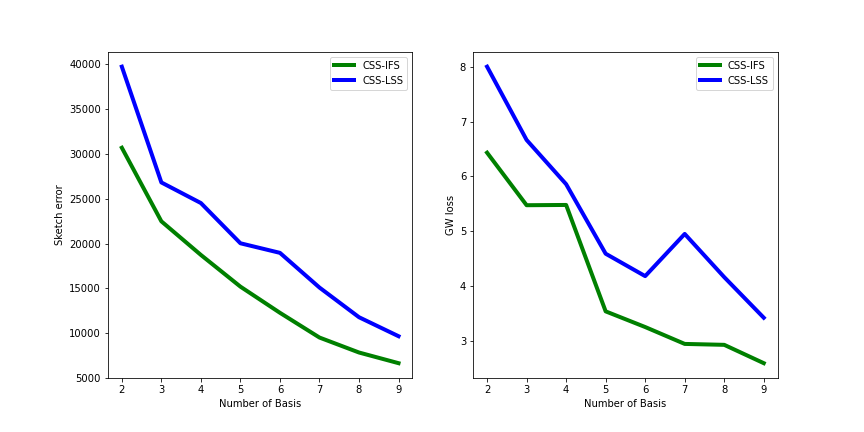 40000
35000
30000
25000
20000
15000
10000
5000
Sketch error
2 3 4 5 6 7 8 9
Number of Basis
CSS-IFS
CSS-LSS
8
7
6
5
4
3
GW loss
2 3 4 5 6 7 8 9
Number of Basis
CSS-IFS
CSS-LSS